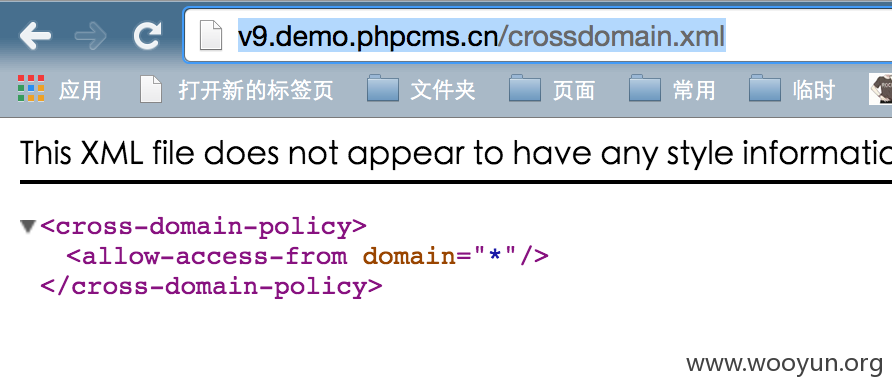 v9.demo.phpcms.cn/crossdomain.xml
应用 打开新的标签页 文件夹 页面 常用 临时
This XML file does not appear to have any style informatic
<cross-domain-policy>
<allow-access-from domain="*"/>
</cross-domain-policy>
www.wooyun.org